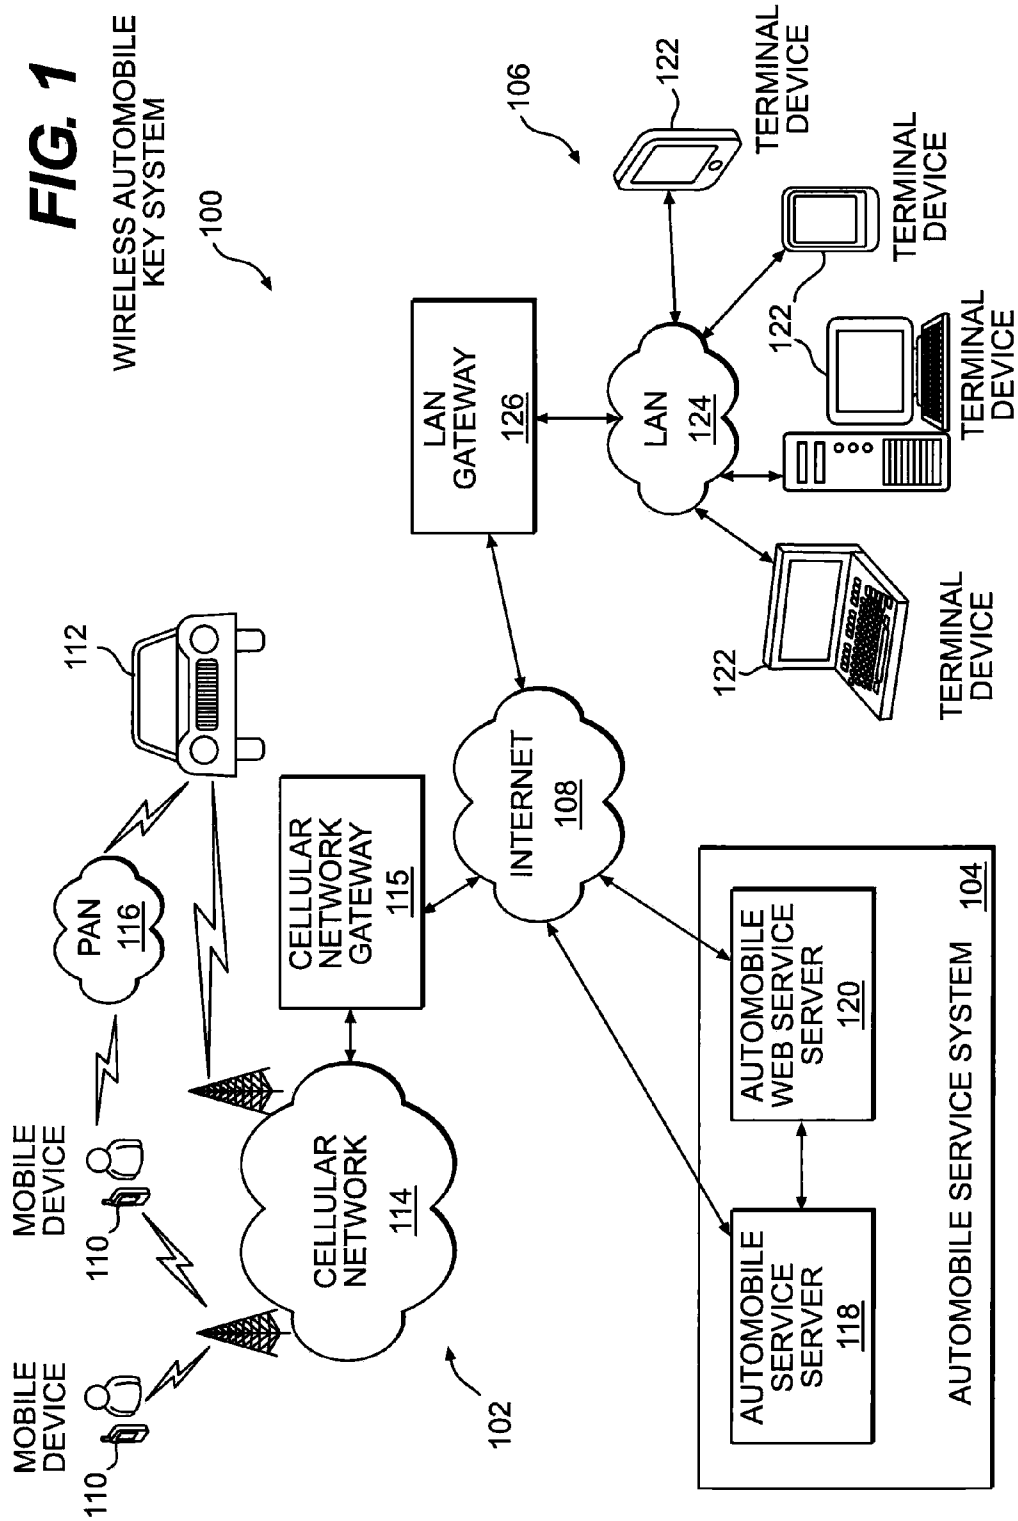 FIG. 1
WIRELESS AUTOMOBILE
KEY SYSTEM
100
MOBILE
DEVICE
110
MOBILE
DEVICE
110
PAN
116
112
102
CELLULAR
NETWORK
114
CELLULAR
NETWORK
GATEWAY
115
INTERNET
108
LAN
GATEWAY
126
106
LAN
124
122
TERMINAL
DEVICE
122
TERMINAL
DEVICE
122
TERMINAL
DEVICE
122
TERMINAL
DEVICE
AUTOMOBILE
SERVICE
SERVER
118
AUTOMOBILE
WEB SERVICE
SERVER
120
AUTOMOBILE SERVICE SYSTEM
104